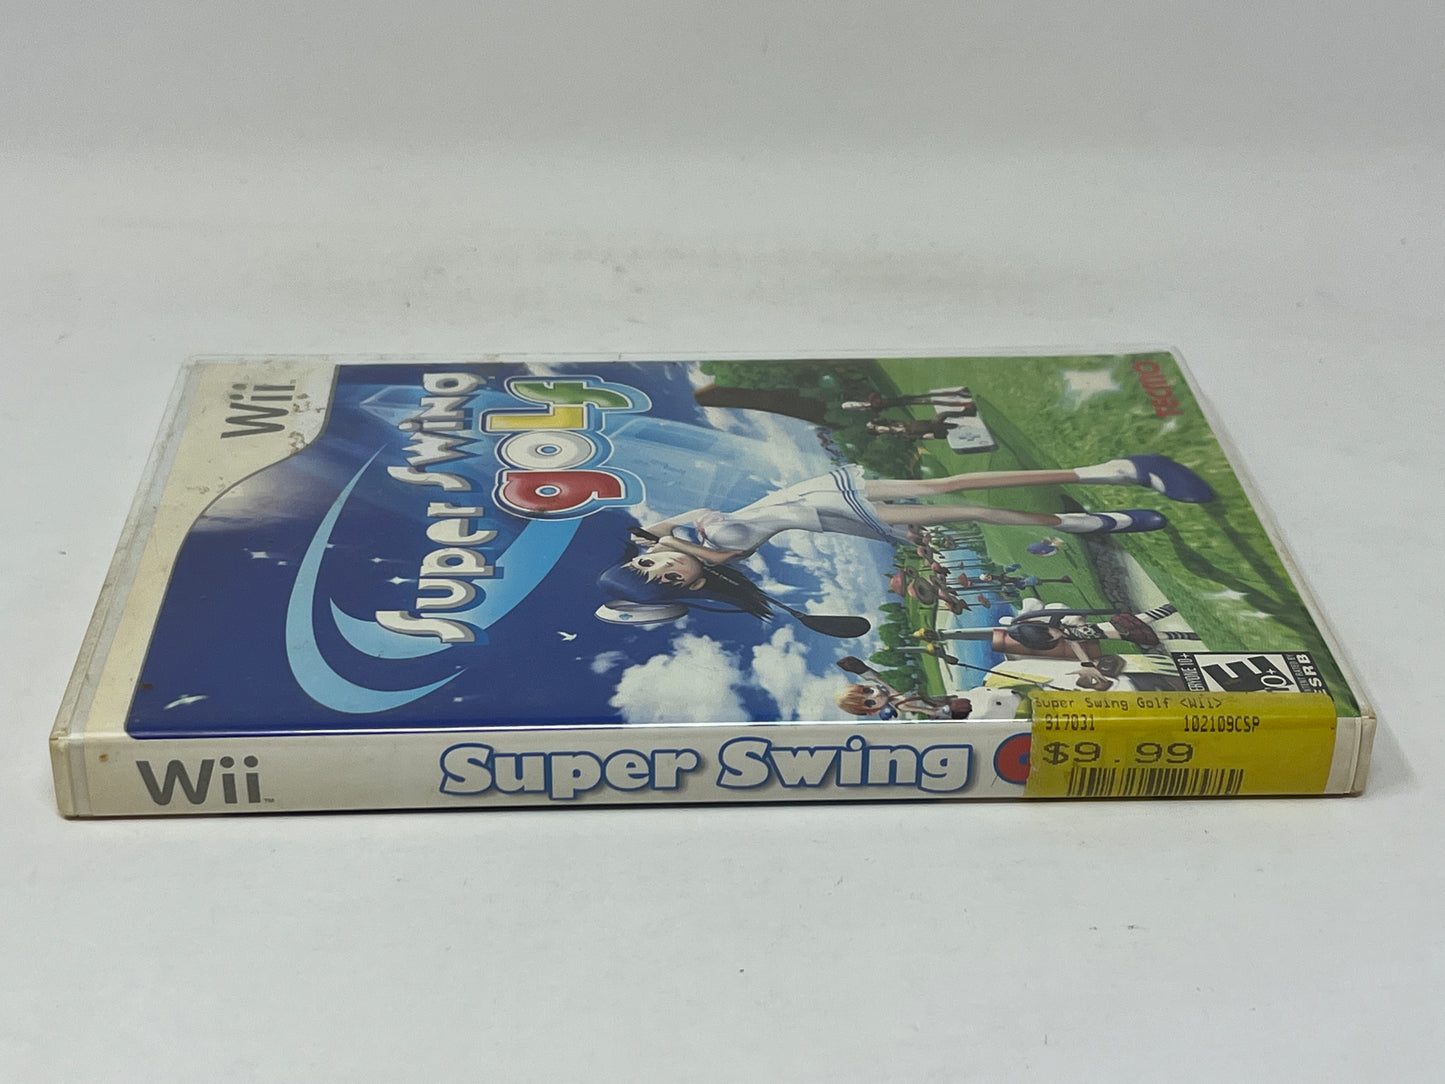 Wii
Super Swing
golf
TECMO
EVERYONE 10+
E
10+
ESRB
Wii™
Super Swing
Super Swing Golf <Wii>
917031 102109CSP
$9.99